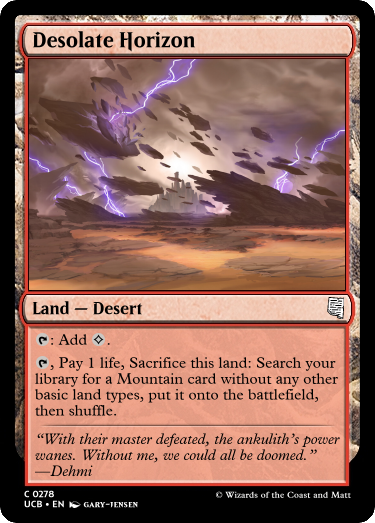 Desolate Horizon
Land — Desert
: Add .
, Pay 1 life, Sacrifice this land: Search your
library for a Mountain card without any other
basic land types, put it onto the battlefield,
then shuffle.
“With their master defeated, the ankulith’s power
wanes. Without me, we could all be doomed.”
—Dehmi
C 0278
UCB • EN GARY-JENSEN
© Wizards of the Coast and Matt